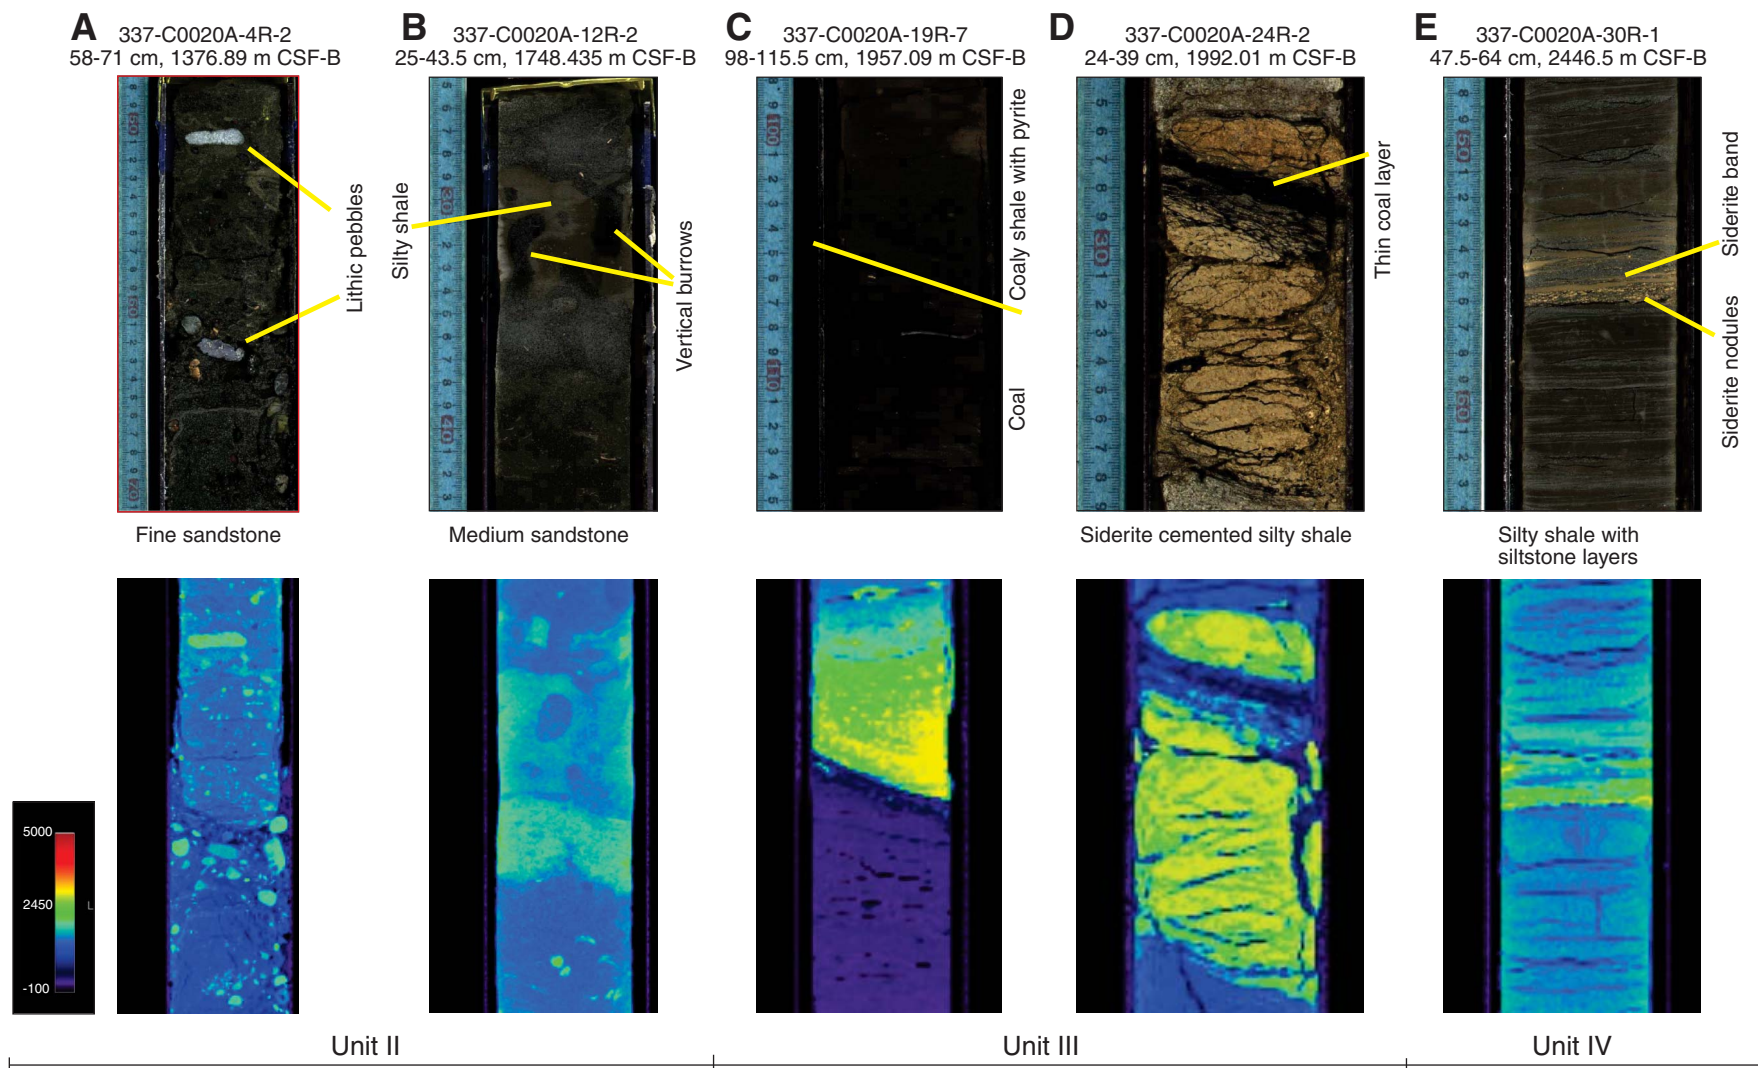 A
337-C0020A-4R-2
58-71 cm, 1376.89 m CSF-B
Lithic pebbles
Fine sandstone
B
337-C0020A-12R-2
25-43.5 cm, 1748.435 m CSF-B
Silty shale
Vertical burrows
Medium sandstone
C
337-C0020A-19R-7
98-115.5 cm, 1957.09 m CSF-B
Coaly shale with pyrite
Coal
D
337-C0020A-24R-2
24-39 cm, 1992.01 m CSF-B
Thin coal layer
Siderite cemented silty shale
E
337-C0020A-30R-1
47.5-64 cm, 2446.5 m CSF-B
Siderite band
Siderite nodules
Silty shale with
siltstone layers
5000
2450
-100
Unit II
Unit III
Unit IV